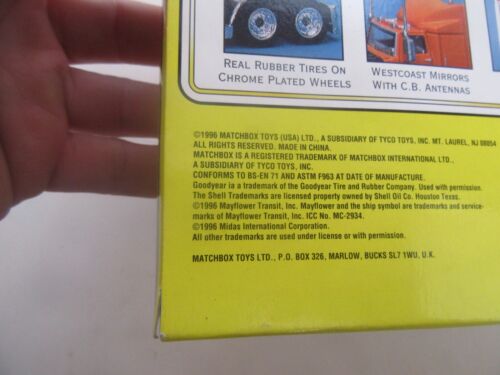 REAL RUBBER TIRES ON
CHROME PLATED WHEELS
WESTCOAST MIRRORS
WITH C.B. ANTENNAS
©1996 MATCHBOX TOYS (USA) LTD., A SUBSIDIARY OF TYCO TOYS, INC. MT. LAUREL, NJ 08054
ALL RIGHTS RESERVED. MADE IN CHINA.
MATCHBOX IS A REGISTERED TRADEMARK OF MATCHBOX INTERNATIONAL LTD.,
A SUBSIDIARY OF TYCO TOYS, INC.
CONFORMS TO BS-EN 71 AND ASTM F963 AT DATE OF MANUFACTURE.
Goodyear is a trademark of the Goodyear Tire and Rubber Company. Used with permission.
The Shell Trademarks are licensed property owned by Shell Oil Co. Houston Texas.
©1996 Mayflower Transit, Inc. Mayflower and the ship symbol are trademarks and service-
marks of Mayflower Transit, Inc. ICC No. MC-2934.
©1996 Midas International Corporation.
All other trademarks are used under license or with permission.
MATCHBOX TOYS LTD., P.O. BOX 326, MARLOW, BUCKS SL7 1WU, U.K.